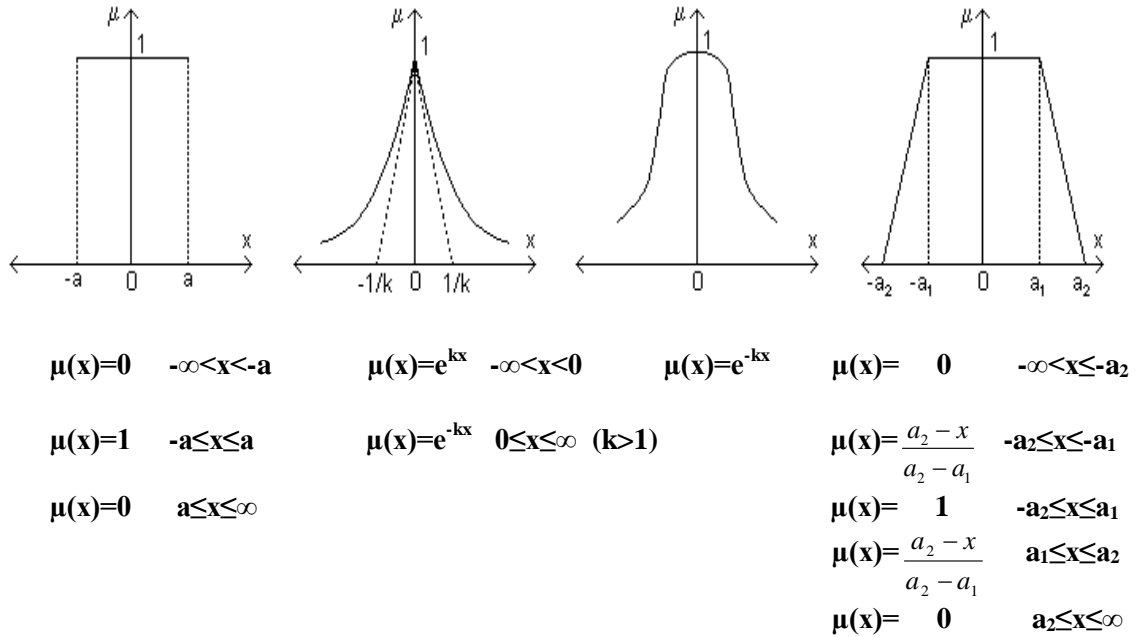 μ μ μ μ
1 1 1 1
x x x x
-a 0 a -1/k 0 1/k 0 -a₂ -a₁ 0 a₁ a₂
μ(x)=0 -∞<x<-a μ(x)=e^kx -∞<x<0 μ(x)=e^-kx μ(x)= 0 -∞<x≤-a₂
μ(x)=1 -a≤x≤a μ(x)=e^-kx 0≤x≤∞ (k>1) μ(x)= (a₂ − x)/(a₂ − a₁) -a₂≤x≤-a₁
μ(x)=0 a≤x≤∞ μ(x)= 1 -a₂≤x≤a₁
μ(x)= (a₂ − x)/(a₂ − a₁) a₁≤x≤a₂
μ(x)= 0 a₂≤x≤∞